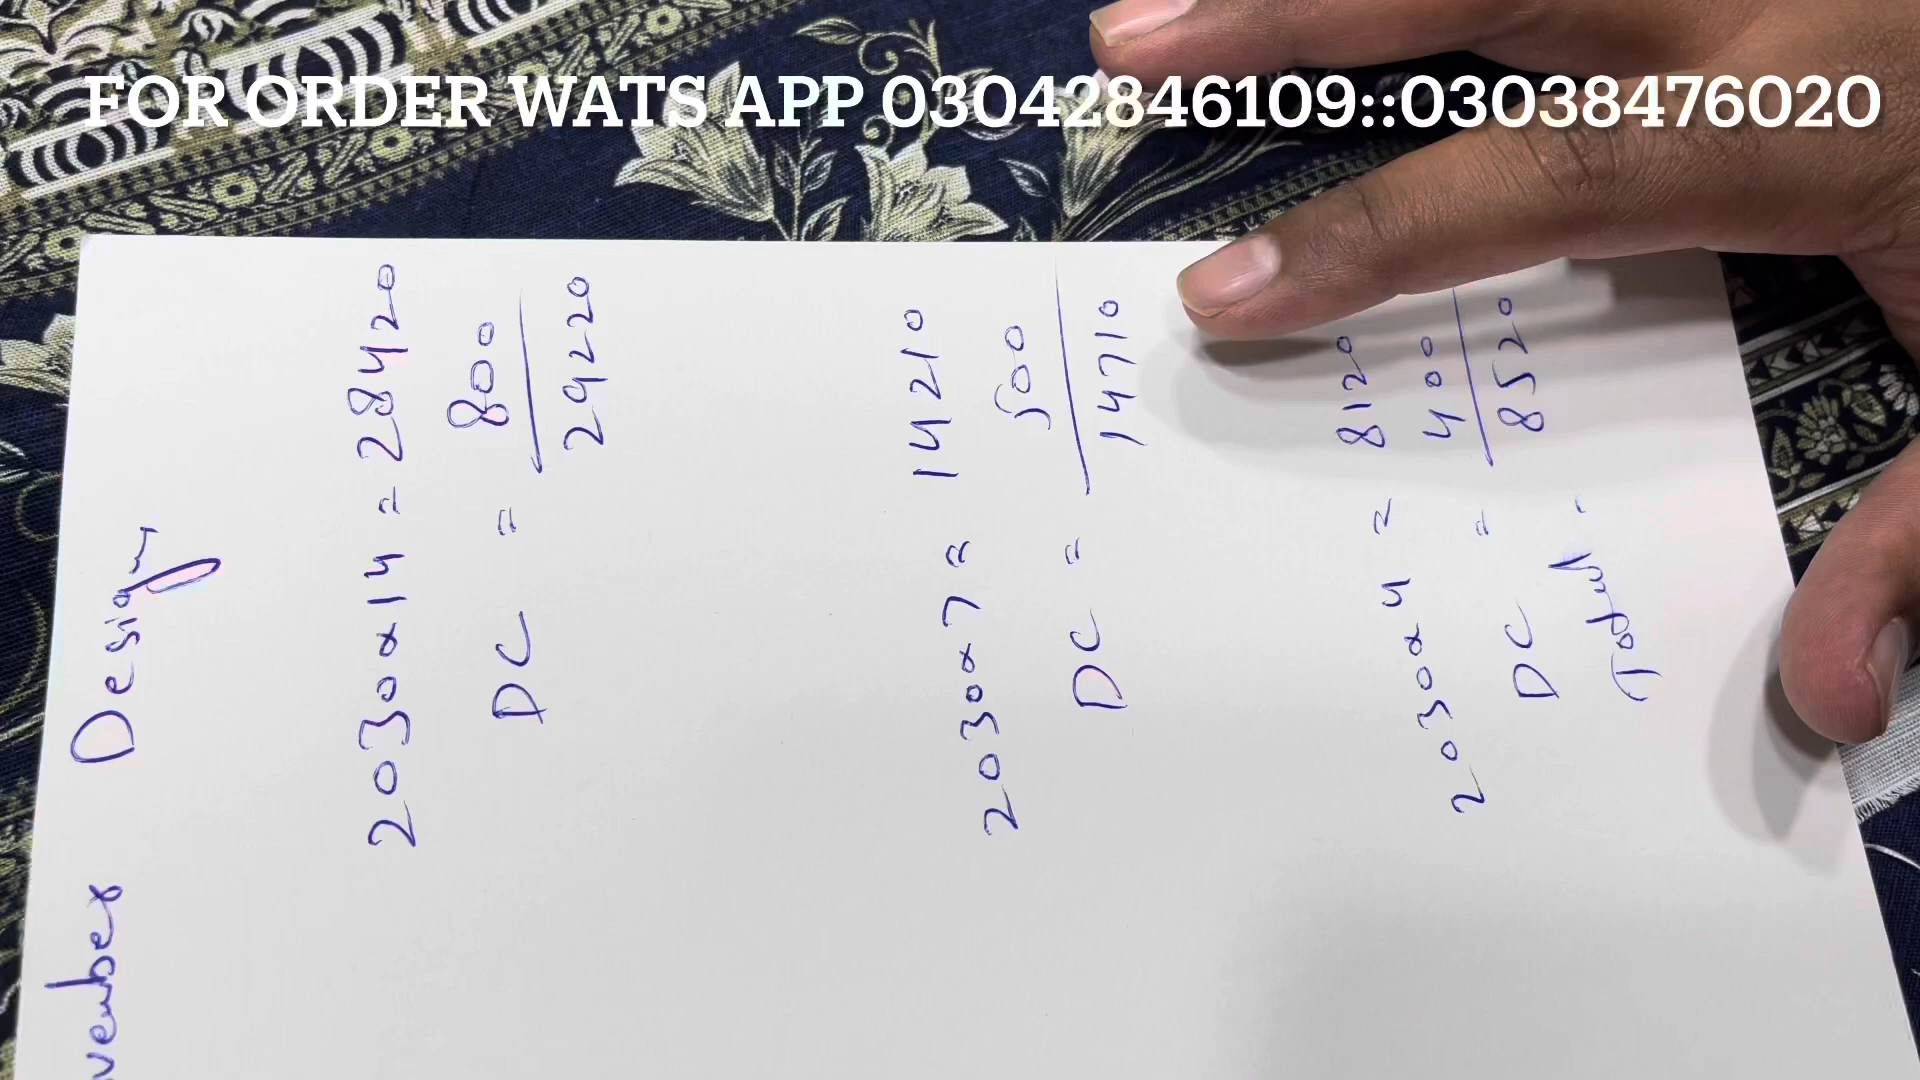 FOR ORDER WATS APP 03042846109::03038476020
vember Design
2030x14 = 28420
DC = 800
29220
2030x7 = 14210
DC = 500
14710
2030x4 = 8120
DC = 400
8520